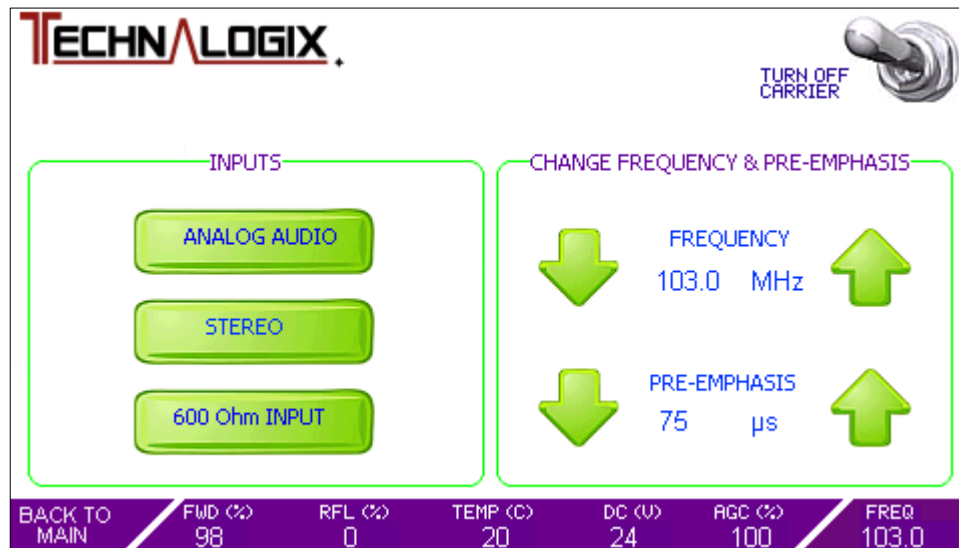 TECHNALOGIX
TURN OFF
CARRIER
INPUTS
ANALOG AUDIO
STEREO
600 Ohm INPUT
CHANGE FREQUENCY & PRE-EMPHASIS
FREQUENCY
103.0 MHz
PRE-EMPHASIS
75 µs
BACK TO
MAIN
FWD (%)
98
RFL (%)
0
TEMP (C)
20
DC (V)
24
AGC (%)
100
FREQ
103.0